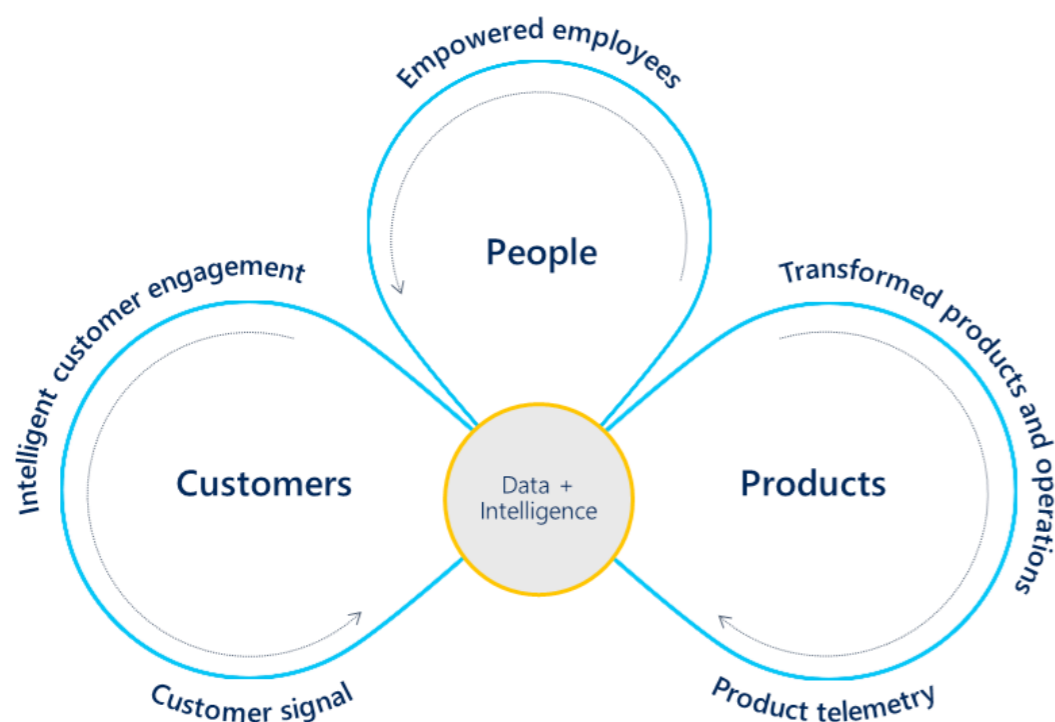 Empowered employees
People
Intelligent customer engagement
Transformed products and operations
Customers
Data +
Intelligence
Products
Customer signal
Product telemetry